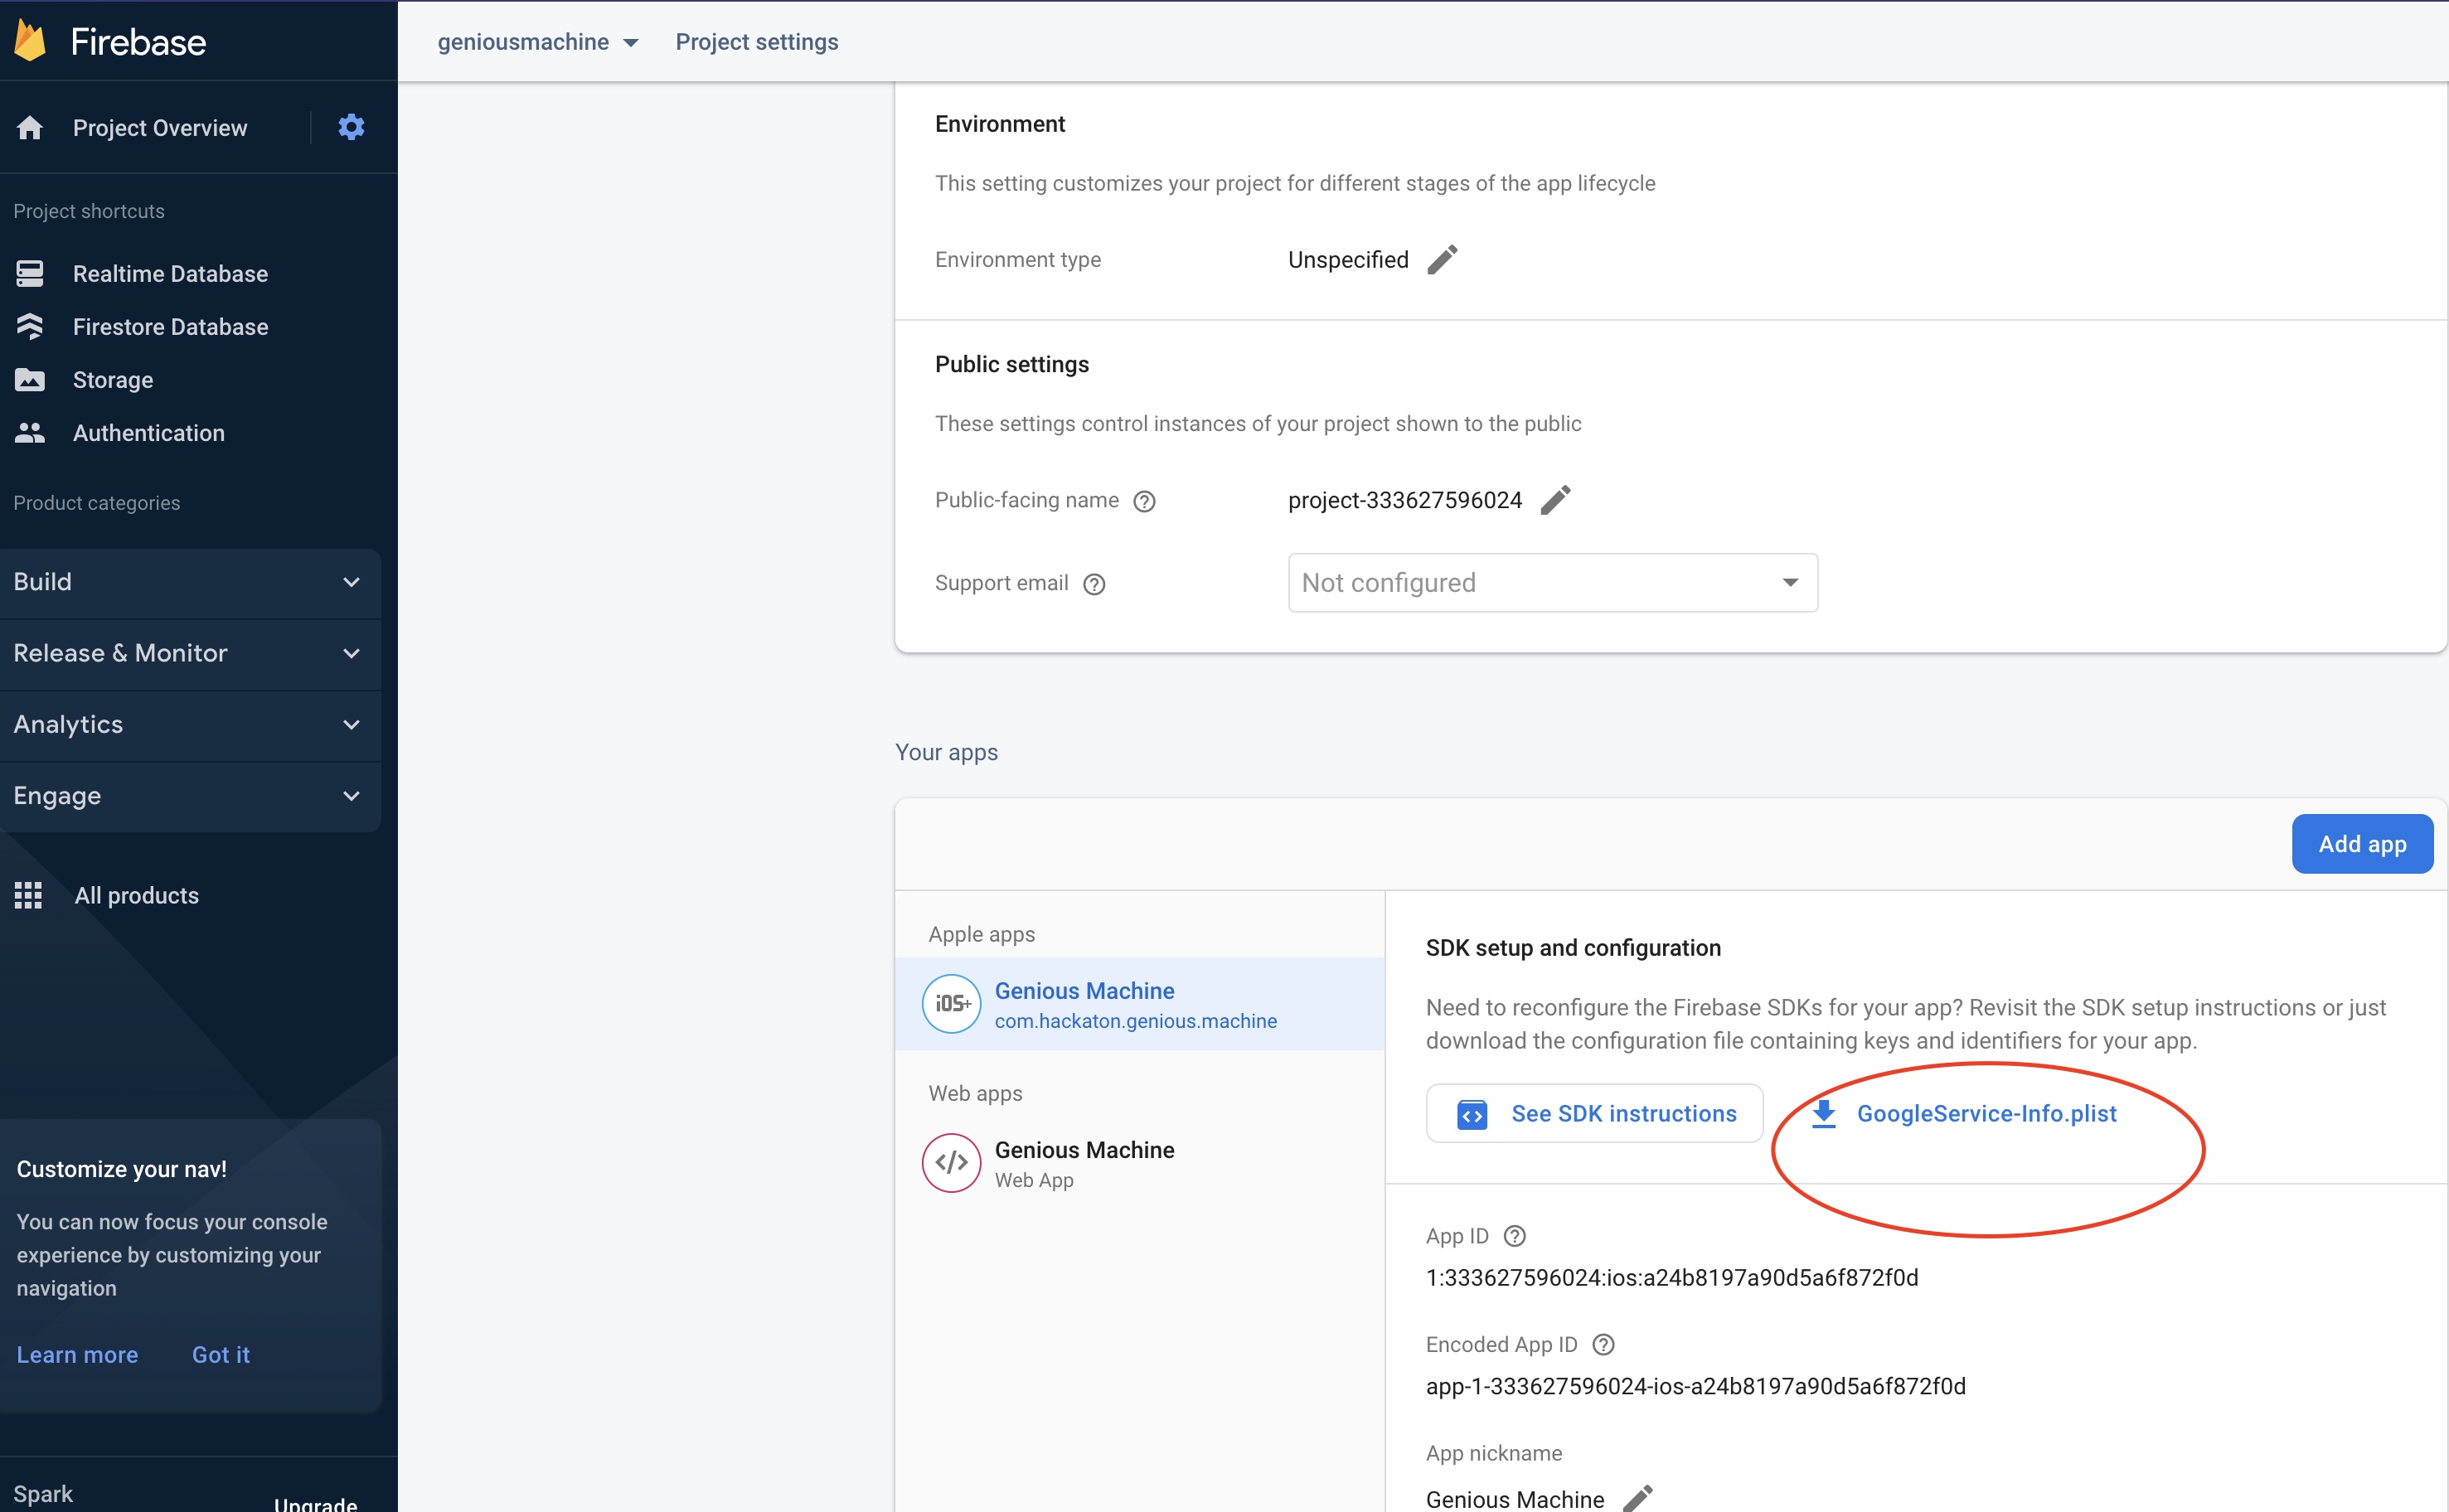 Firebase
geniousmachine
Project settings
Project Overview
Project shortcuts
Realtime Database
Firestore Database
Storage
Authentication
Product categories
Build
Release & Monitor
Analytics
Engage
All products
Customize your nav!
You can now focus your console
experience by customizing your
navigation
Learn more
Got it
Spark
Upgrade
Environment
This setting customizes your project for different stages of the app lifecycle
Environment type
Unspecified
Public settings
These settings control instances of your project shown to the public
Public-facing name
project-333627596024
Support email
Not configured
Your apps
Add app
Apple apps
iOS+
Genious Machine
com.hackaton.genious.machine
Web apps
</>
Genious Machine
Web App
SDK setup and configuration
Need to reconfigure the Firebase SDKs for your app? Revisit the SDK setup instructions or just
download the configuration file containing keys and identifiers for your app.
See SDK instructions
GoogleService-Info.plist
App ID
1:333627596024:ios:a24b8197a90d5a6f872f0d
Encoded App ID
app-1-333627596024-ios-a24b8197a90d5a6f872f0d
App nickname
Genious Machine